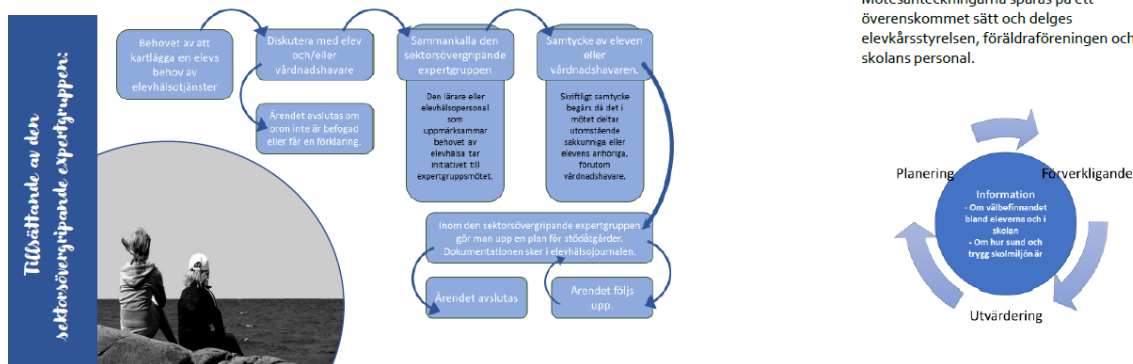 Tillsättande av den
sektorsövergripande expertgruppen:
Behovet av att
kartlägga en elevs
behov av
elevhälsotjänster
Diskutera med elev
och/eller
vårdnadshavare
Ärendet avslutas om
oron inte är befogad
eller får en förklaring.
Sammankalla den
sektorsövergripande
expertgruppen
Den lärare eller
elevhälsopersonal
som
uppmärksammar
behovet av
elevhälsa tar
initiativet till
expertgruppsmötet.
Samtycke av eleven
eller
vårdnadshavaren.
Skriftligt samtycke
begärs då det i
mötet deltar
utomstående
sakkunniga eller
elevens anhöriga,
förutom
vårdnadshavare.
Inom den sektorsövergripande expertgruppen
gör man upp en plan för stödåtgärder.
Dokumentationen sker i elevhälsojournalen.
Ärendet avslutas
Ärendet följs
upp.
Mötesanteckningarna sparas på ett
överenskommet sätt och delges
elevkårsstyrelsen, föräldraföreningen och
skolans personal.
Planering
Förverkligande
Information
- Om välbefinnandet
bland eleverna och i
skolan
- Om hur sund och
trygg skolmiljön är
Utvärdering